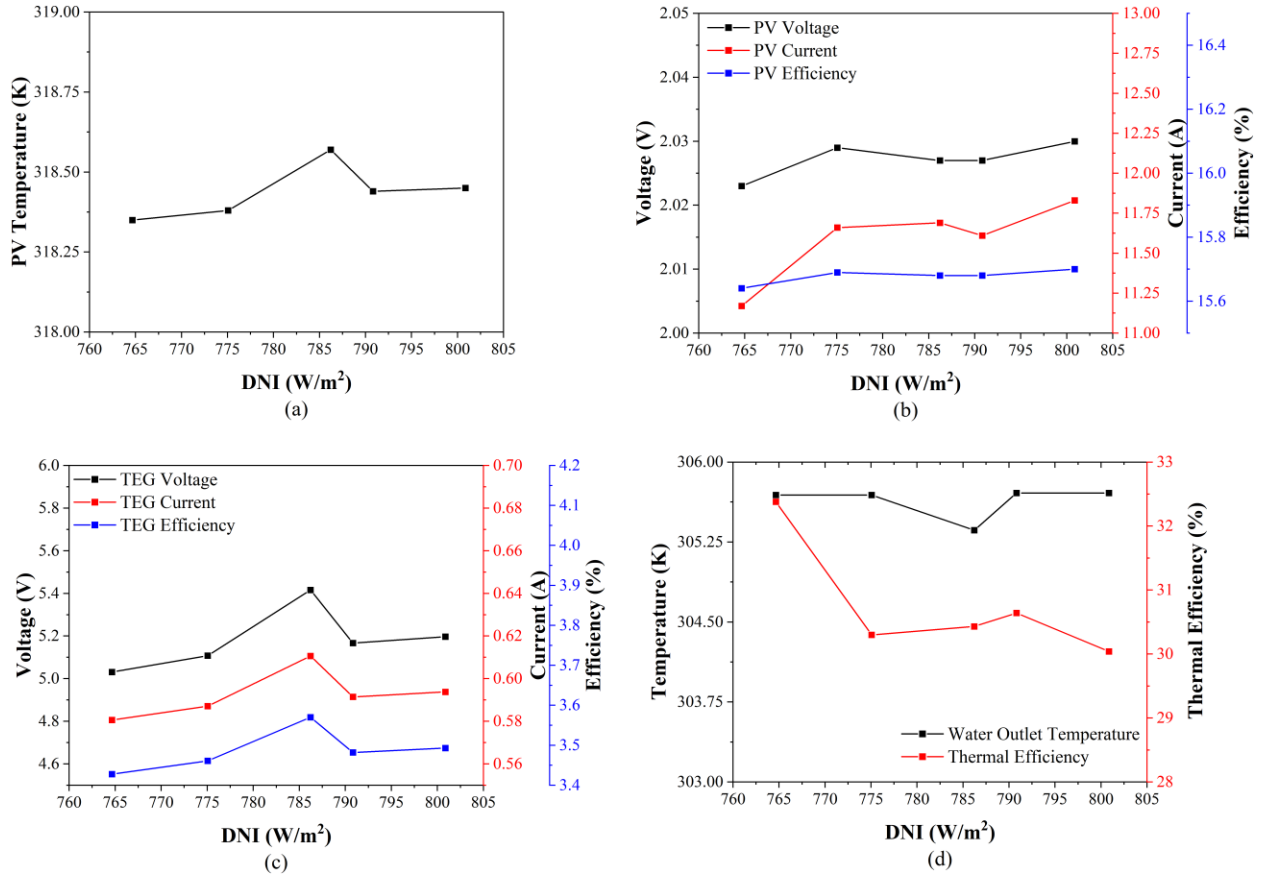 319.00
318.75
318.50
318.25
318.00
PV Temperature (K)
760 765 770 775 780 785 790 795 800 805
DNI (W/m²)
(a)
PV Voltage
PV Current
PV Efficiency
2.05
2.04
2.03
2.02
2.01
2.00
Voltage (V)
13.00
12.75
12.50
12.25
12.00
11.75
11.50
11.25
11.00
Current (A)
16.4
16.2
16.0
15.8
15.6
Efficiency (%)
760 765 770 775 780 785 790 795 800 805
DNI (W/m²)
(b)
TEG Voltage
TEG Current
TEG Efficiency
6.0
5.8
5.6
5.4
5.2
5.0
4.8
4.6
Voltage (V)
0.70
0.68
0.66
0.64
0.62
0.60
0.58
0.56
Current (A)
4.2
4.1
4.0
3.9
3.8
3.7
3.6
3.5
3.4
Efficiency (%)
760 765 770 775 780 785 790 795 800 805
DNI (W/m²)
(c)
306.00
305.25
304.50
303.75
303.00
Temperature (K)
33
32
31
30
29
28
Thermal Efficiency (%)
Water Outlet Temperature
Thermal Efficiency
760 765 770 775 780 785 790 795 800 805
DNI (W/m²)
(d)